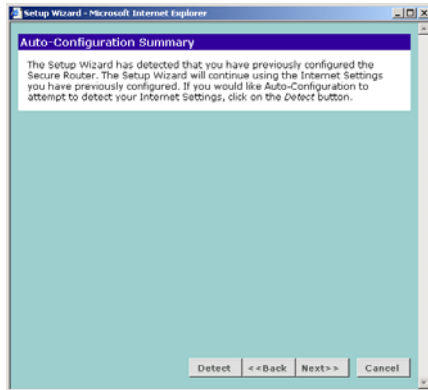 Setup Wizard - Microsoft Internet Explorer
Auto-Configuration Summary
The Setup Wizard has detected that you have previously configured the
Secure Router. The Setup Wizard will continue using the Internet Settings
you have previously configured. If you would like Auto-Configuration to
attempt to detect your Internet Settings, click on the Detect button.
Detect <<Back Next>> Cancel